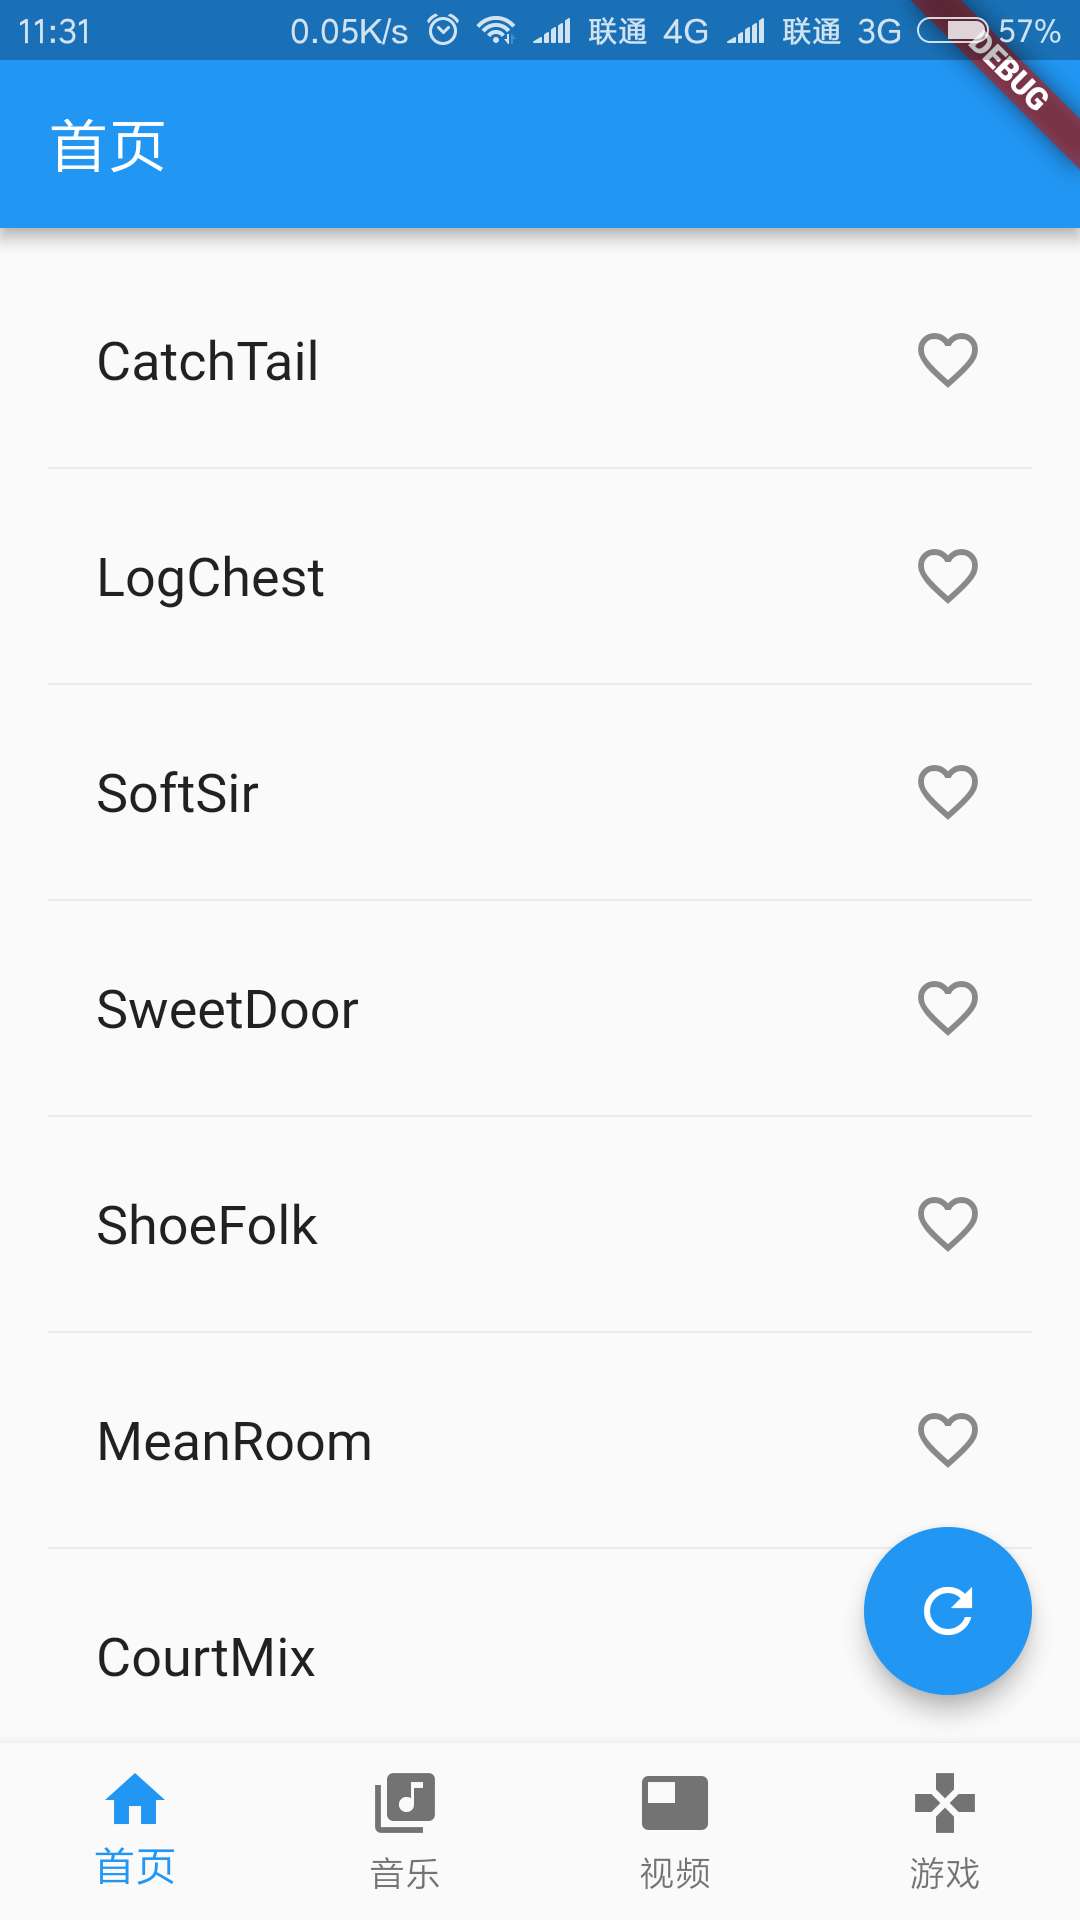 11:31 0.05K/s 联通 4G 联通 3G 57%
DEBUG
首页
CatchTail
LogChest
SoftSir
SweetDoor
ShoeFolk
MeanRoom
CourtMix
首页 音乐 视频 游戏